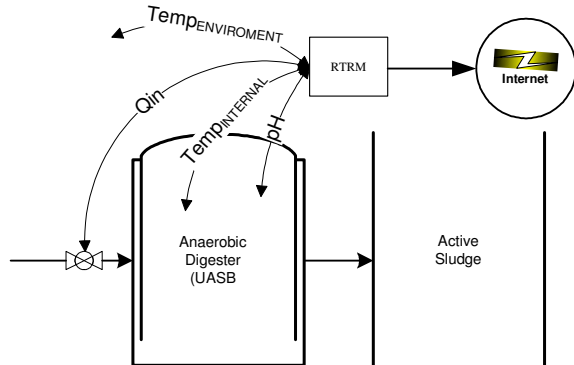 TempENVIROMENT
RTRM
Internet
Qin
TempINTERNAL
pH
Anaerobic
Digester
(UASB
Active
Sludge